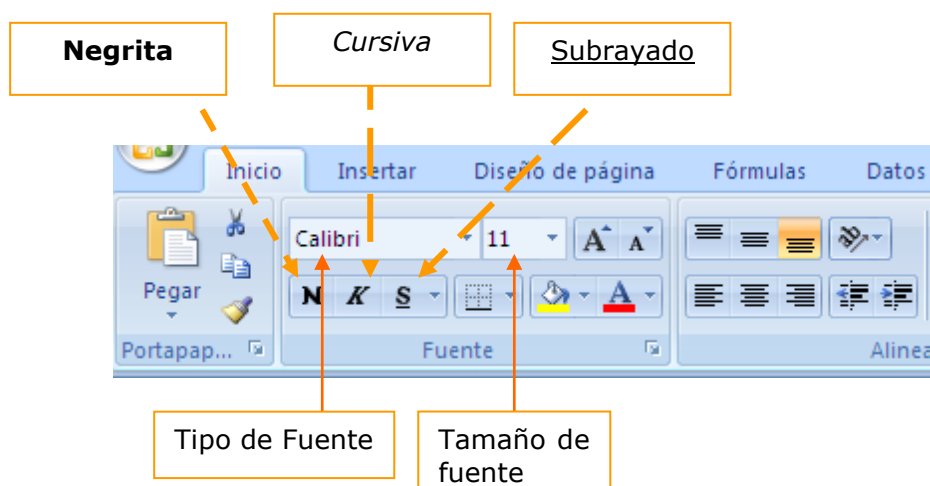 Negrita
Cursiva
Subrayado
Inicio Insertar Diseño de página Fórmulas Datos
Calibri 11 A A
Pegar N K S A
Portapap... Fuente Alinea
Tipo de Fuente
Tamaño de
fuente